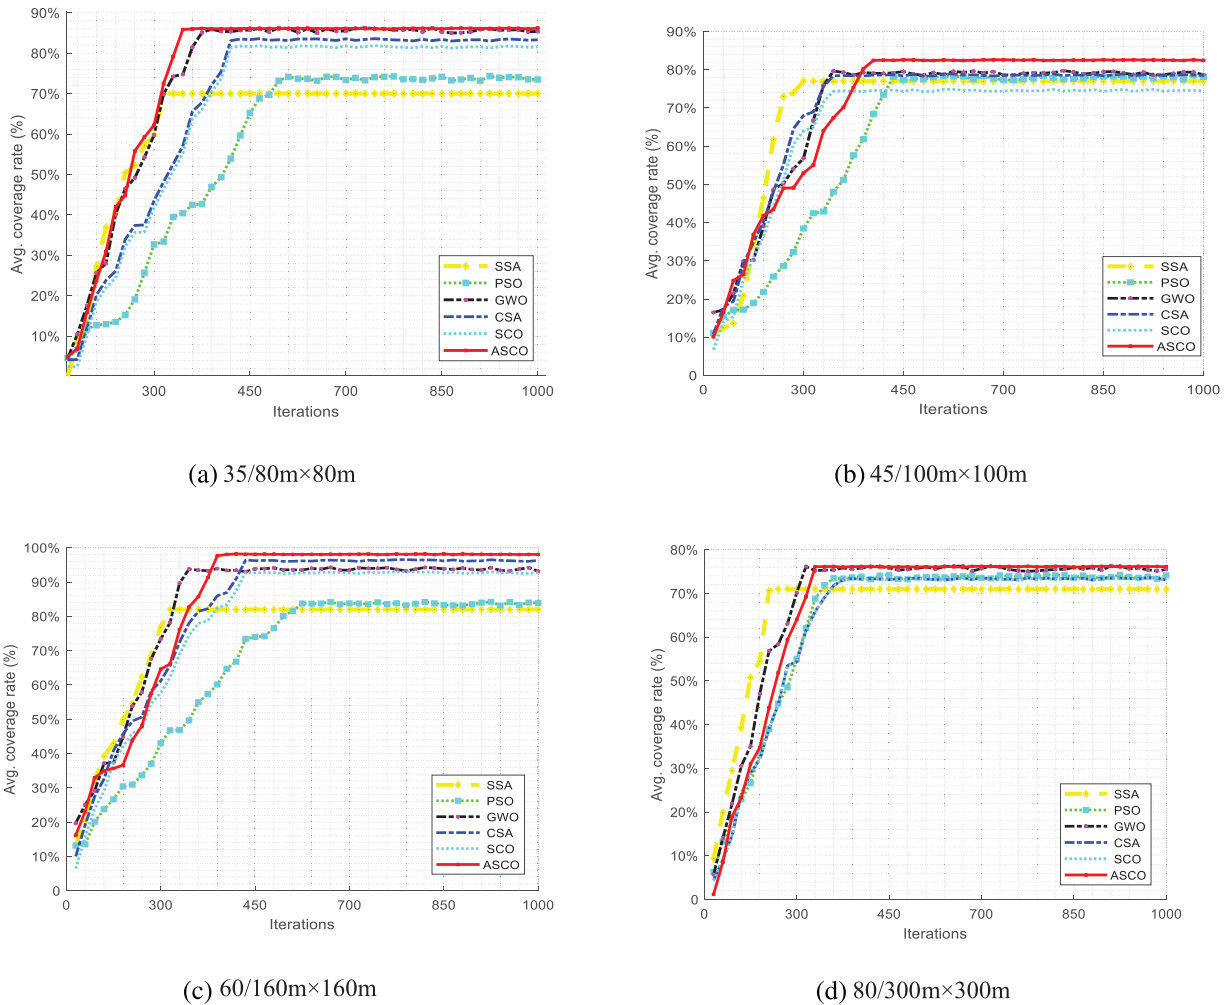 90%
80%
70%
60%
50%
40%
30%
20%
10%
Avg. coverage rate (%)
300 450 700 850 1000
Iterations
SSA
PSO
GWO
CSA
SCO
ASCO
(a) 35/80m×80m
90%
80%
70%
60%
50%
40%
30%
20%
10%
0
Avg. coverage rate (%)
0 300 450 700 850 1000
Iterations
SSA
PSO
GWO
CSA
SCO
ASCO
(b) 45/100m×100m
100%
90%
80%
70%
60%
50%
40%
30%
20%
10%
0
Avg. coverage rate (%)
0 300 450 700 850 1000
Iterations
SSA
PSO
GWO
CSA
SCO
ASCO
(c) 60/160m×160m
80%
70%
60%
50%
40%
30%
20%
10%
0
Avg. coverage rate (%)
0 300 450 700 850 1000
Iterations
SSA
PSO
GWO
CSA
SCO
ASCO
(d) 80/300m×300m